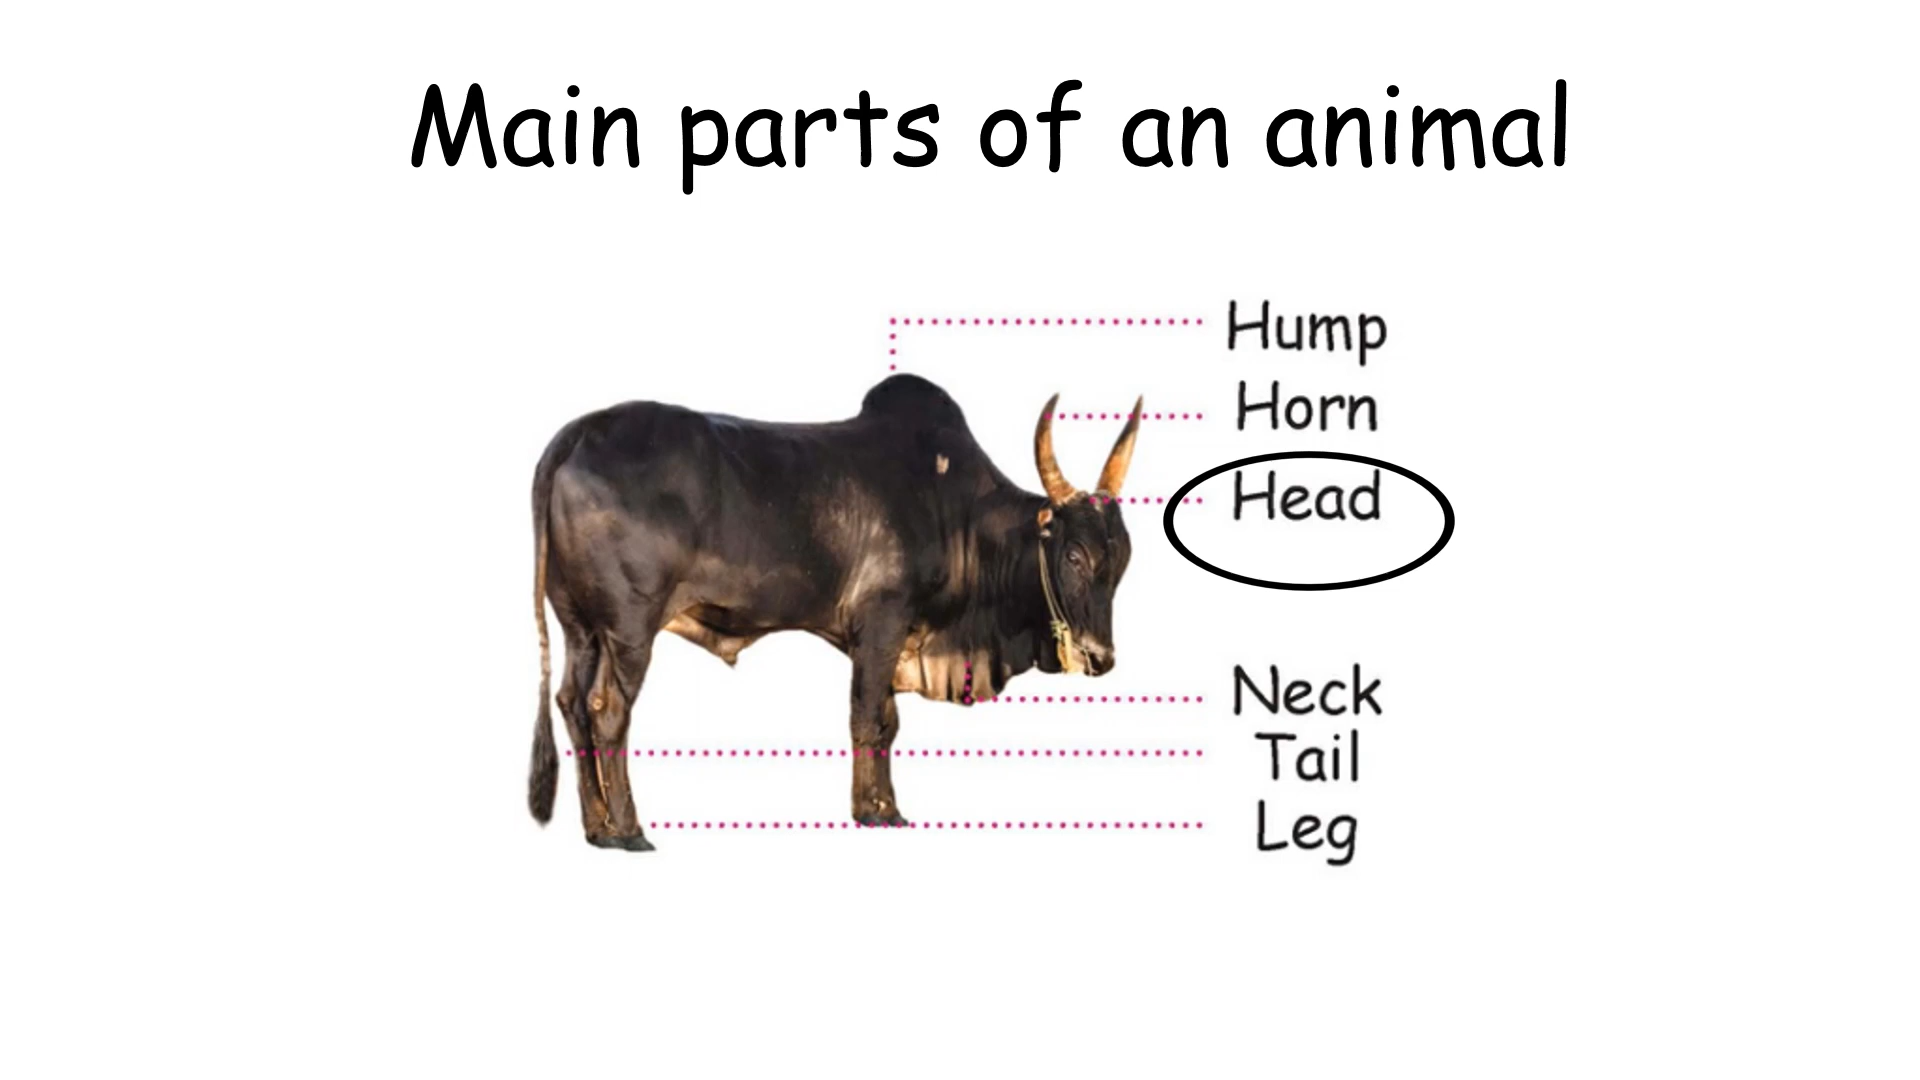 Main parts of an animal
Hump
Horn
Head
Neck
Tail
Leg